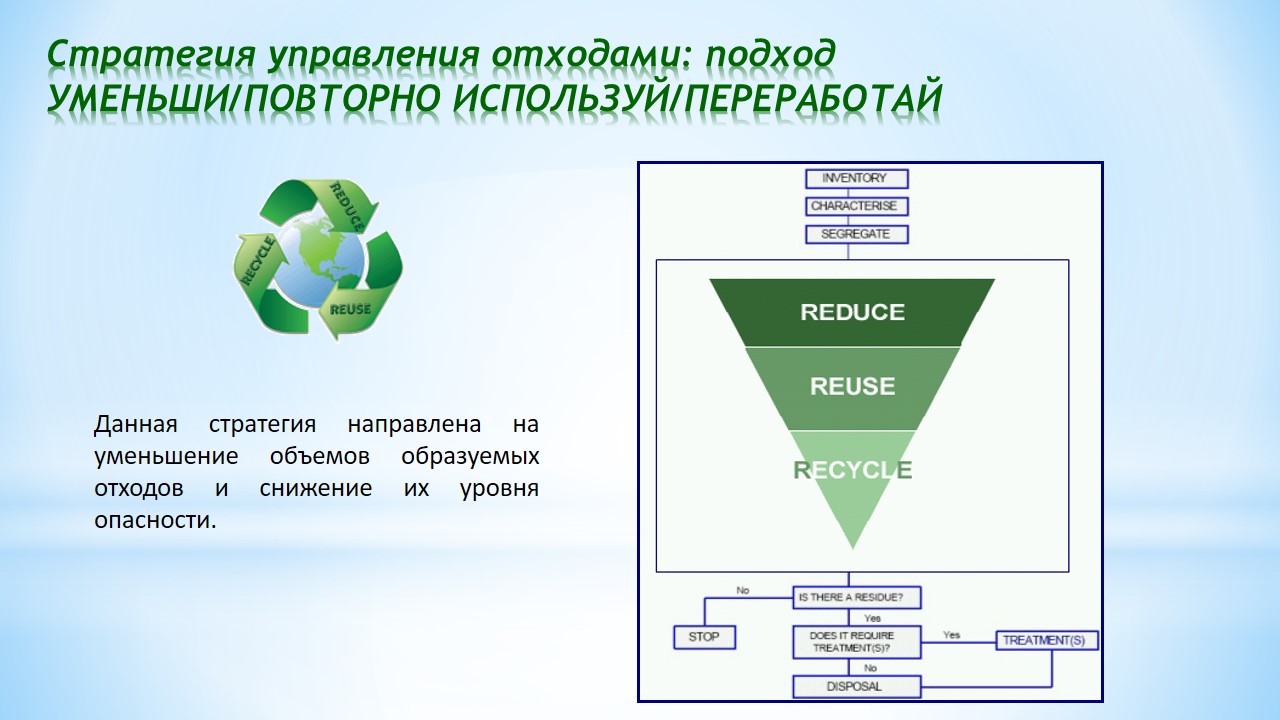 Стратегия управления отходами: подход
УМЕНЬШИ/ПОВТОРНО ИСПОЛЬЗУЙ/ПЕРЕРАБОТАЙ
REDUCE
RECYCLE
REUSE
Данная стратегия направлена на
уменьшение объемов образуемых
отходов и снижение их уровня
опасности.
INVENTORY
CHARACTERISE
SEGREGATE
REDUCE
REUSE
RECYCLE
No
IS THERE A RESIDUE?
Yes
STOP
DOES IT REQUIRE
TREATMENT(S)?
Yes
TREATMENT(S)
No
DISPOSAL